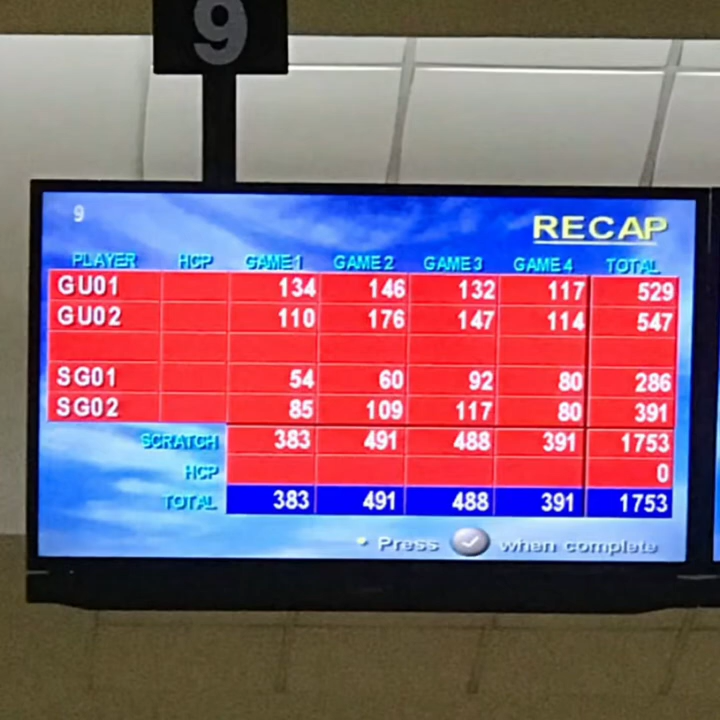 9
9
RECAP
PLAYER HCP GAME 1 GAME 2 GAME 3 GAME 4 TOTAL
GU01 134 146 132 117 529
GU02 110 176 147 114 547
SG01 54 60 92 80 286
SG02 85 109 117 80 391
SCRATCH 383 491 488 391 1753
HCP 0
TOTAL 383 491 488 391 1753
Press when complete